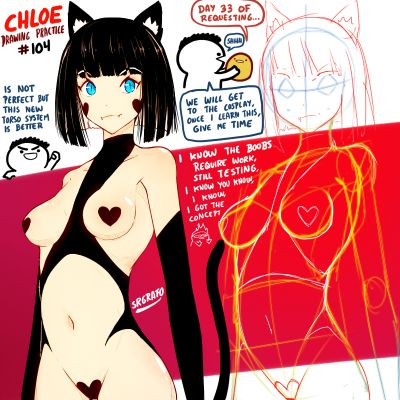 CHLOE
DRAWING PRACTICE
#104
DAY 33 OF
REQUESTING...
SHHH!
IS NOT
PERFECT BUT
THIS NEW
TORSO SYSTEM
IS BETTER
WE WILL GET
TO THE COSPLAY,
ONCE I LEARN THIS,
GIVE ME TIME
I KNOW THE BOOBS
REQUIRE WORK,
STILL TESTING,
I KNOW YOU KNOW,
I KNOW,
I GOT THE
CONCEPT
SRGRAFO